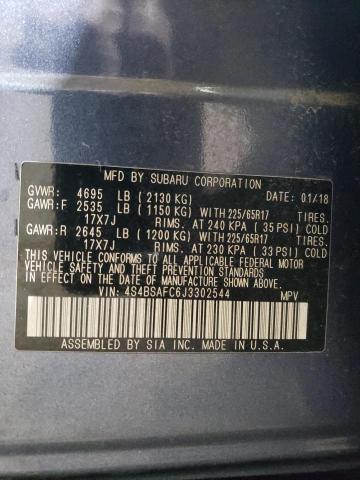 MFD BY SUBARU CORPORATION DATE: 01/18
GVWR: 4695 LB ( 2130 KG)
GAWR:F 2535 LB ( 1150 KG) WITH 225/65R17 TIRES.
17X7J RIMS. AT 240 KPA ( 35 PSI) COLD
GAWR:R 2645 LB ( 1200 KG) WITH 225/65R17 TIRES.
17X7J RIMS. AT 230 KPA ( 33 PSI) COLD
THIS VEHICLE CONFORMS TO ALL APPLICABLE FEDERAL MOTOR
VEHICLE SAFETY, BUMPER, AND THEFT PREVENTION STANDARDS
IN EFFECT ON THE DATE OF MANUFACTURE SHOWN ABOVE.
VIN: 4S4BSAFC6J3302544 MPV
ASSEMBLED BY SIA INC. MADE IN U.S.A.